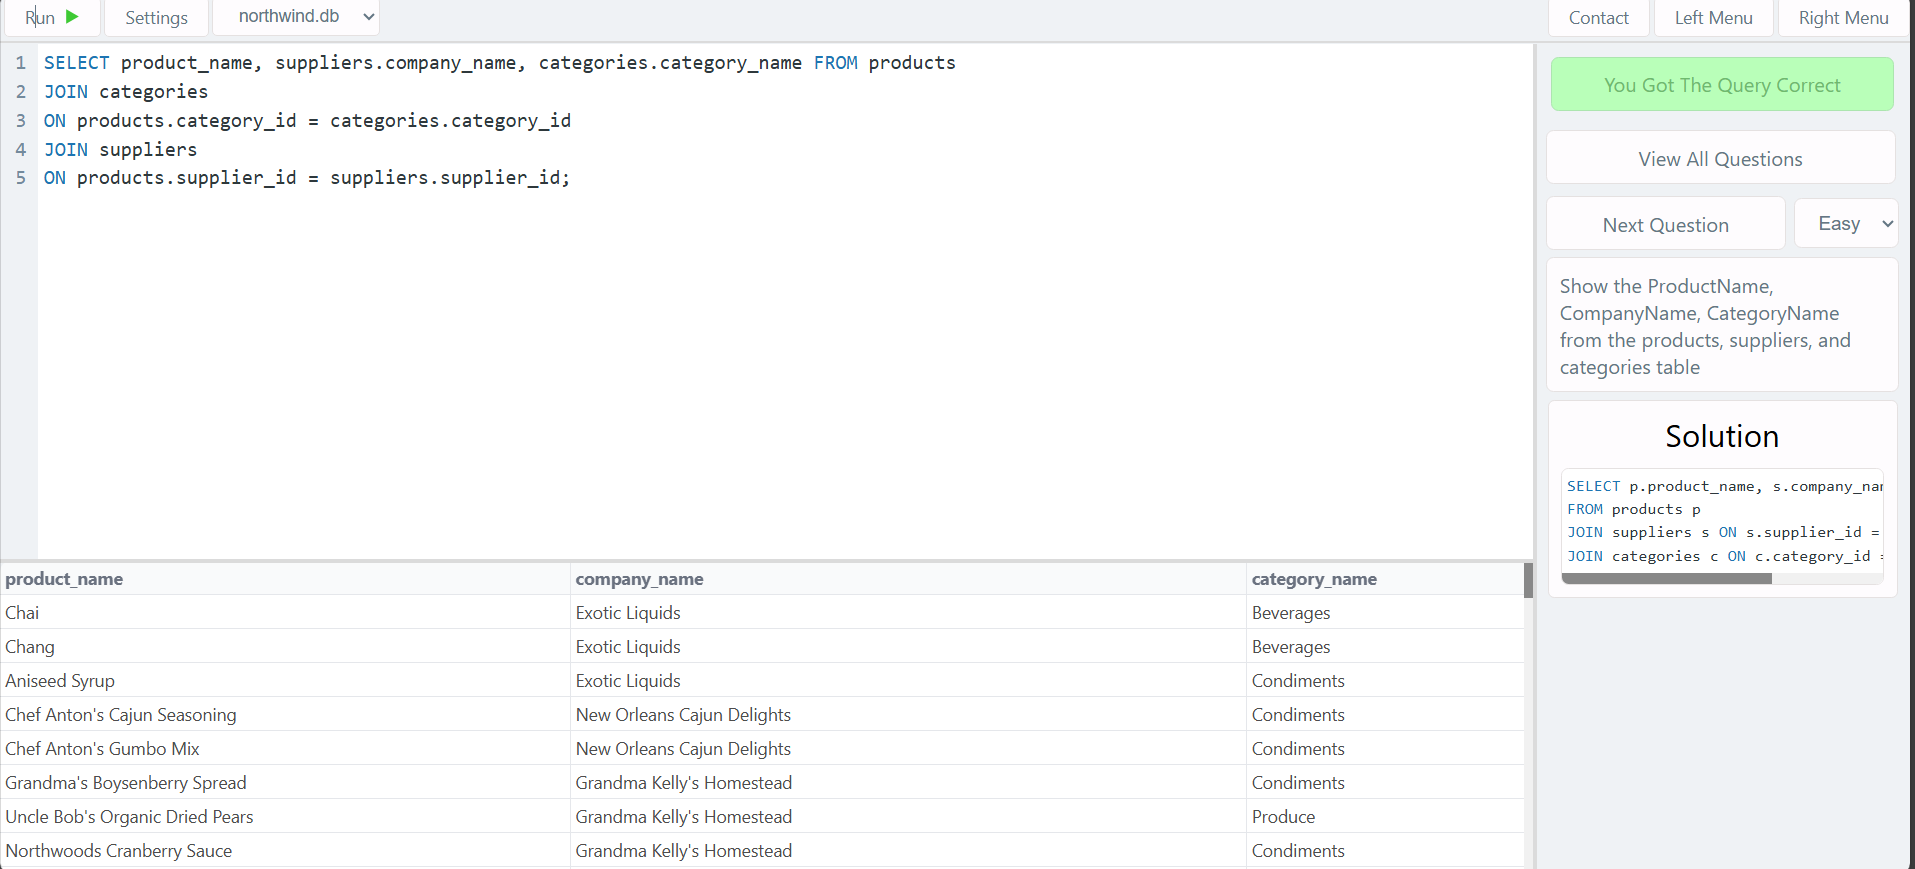 Run
Settings
northwind.db
Contact
Left Menu
Right Menu
1 SELECT product_name, suppliers.company_name, categories.category_name FROM products
2 JOIN categories
3 ON products.category_id = categories.category_id
4 JOIN suppliers
5 ON products.supplier_id = suppliers.supplier_id;
You Got The Query Correct
View All Questions
Next Question
Easy
Show the ProductName,
CompanyName, CategoryName
from the products, suppliers, and
categories table
Solution
SELECT p.product_name, s.company_nam
FROM products p
JOIN suppliers s ON s.supplier_id =
JOIN categories c ON c.category_id =
product_name company_name category_name
Chai Exotic Liquids Beverages
Chang Exotic Liquids Beverages
Aniseed Syrup Exotic Liquids Condiments
Chef Anton's Cajun Seasoning New Orleans Cajun Delights Condiments
Chef Anton's Gumbo Mix New Orleans Cajun Delights Condiments
Grandma's Boysenberry Spread Grandma Kelly's Homestead Condiments
Uncle Bob's Organic Dried Pears Grandma Kelly's Homestead Produce
Northwoods Cranberry Sauce Grandma Kelly's Homestead Condiments